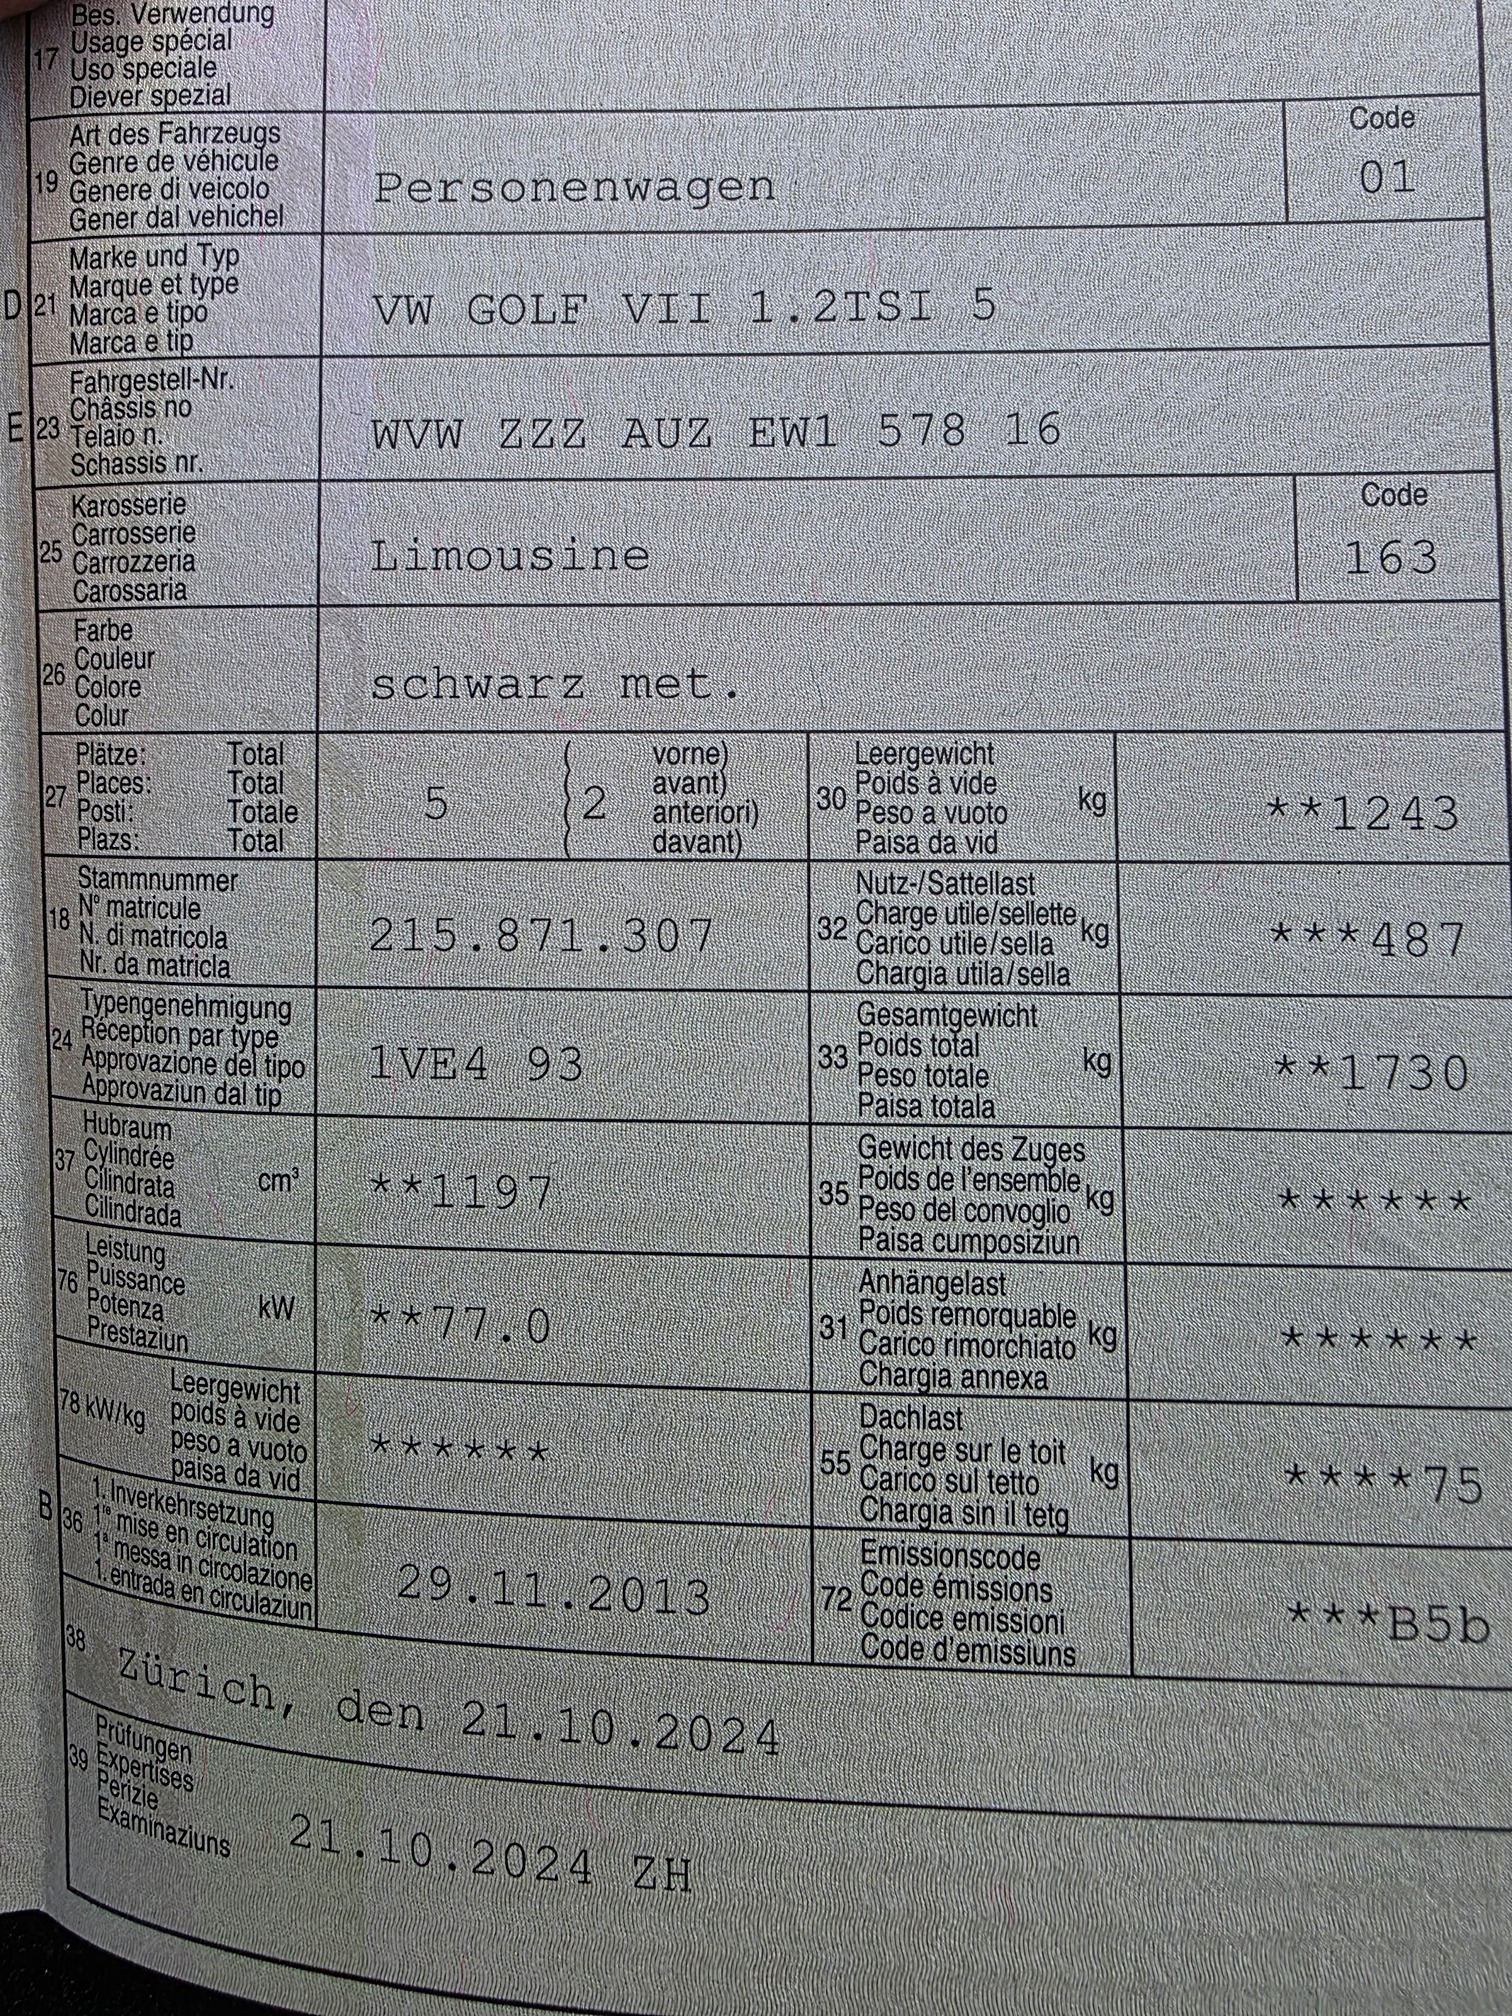 Bes. Verwendung
17 Usage spécial
Uso speciale
Diever spezial
Art des Fahrzeugs
Genre de véhicule
19 Genere di veicolo
Gener dal vehichel
Personenwagen
Code
01
Marke und Typ
Marque et type
D 21 Marca e tipo
Marca e tip
VW GOLF VII 1.2TSI 5
Fahrgestell-Nr.
Châssis no
E 23 Telaio n.
Schassis nr.
WVW ZZZ AUZ EW1 578 16
Karosserie
Carrosserie
25 Carrozzeria
Carossaria
Limousine
Code
163
Farbe
Couleur
26 Colore
Colur
schwarz met.
Plätze: Total
Places: Total
27 Posti: Totale
Plazs: Total
5 2
vorne)
avant)
anteriori)
davant)
Leergewicht
30 Poids à vide kg
Peso a vuoto
Paisa da vid
**1243
Stammnummer
18 N° matricule
N. di matricola
Nr. da matricla
215.871.307
Nutz-/Sattellast
32 Charge utile/sellette kg
Carico utile/sella
Chargia utila/sella
***487
Typengenehmigung
24 Réception par type
Approvazione del tipo
Approvaziun dal tip
1VE4 93
Gesamtgewicht
33 Poids total kg
Peso totale
Paisa totala
**1730
Hubraum
37 Cylindrée cm³
Cilindrata
Cilindrada
**1197
Gewicht des Zuges
35 Poids de l'ensemble kg
Peso del convoglio
Paisa cumposiziun
******
Leistung
76 Puissance kW
Potenza
Prestaziun
**77.0
Anhängelast
31 Poids remorquable kg
Carico rimorchiato
Chargia annexa
******
Leergewicht
78 kW/kg poids à vide
peso a vuoto
paisa da vid
******
Dachlast
55 Charge sur le toit kg
Carico sul tetto
Chargia sin il tetg
****75
1. Inverkehrsetzung
B 36 1re mise en circulation
1a messa in circolazione
1. entrada en circulaziun
29.11.2013
Emissionscode
72 Code émissions
Codice emissioni
Code d'emissiuns
***B5b
38 Zürich, den 21.10.2024
Prüfungen
39 Expertises
Perizie
Examinaziuns
21.10.2024 ZH